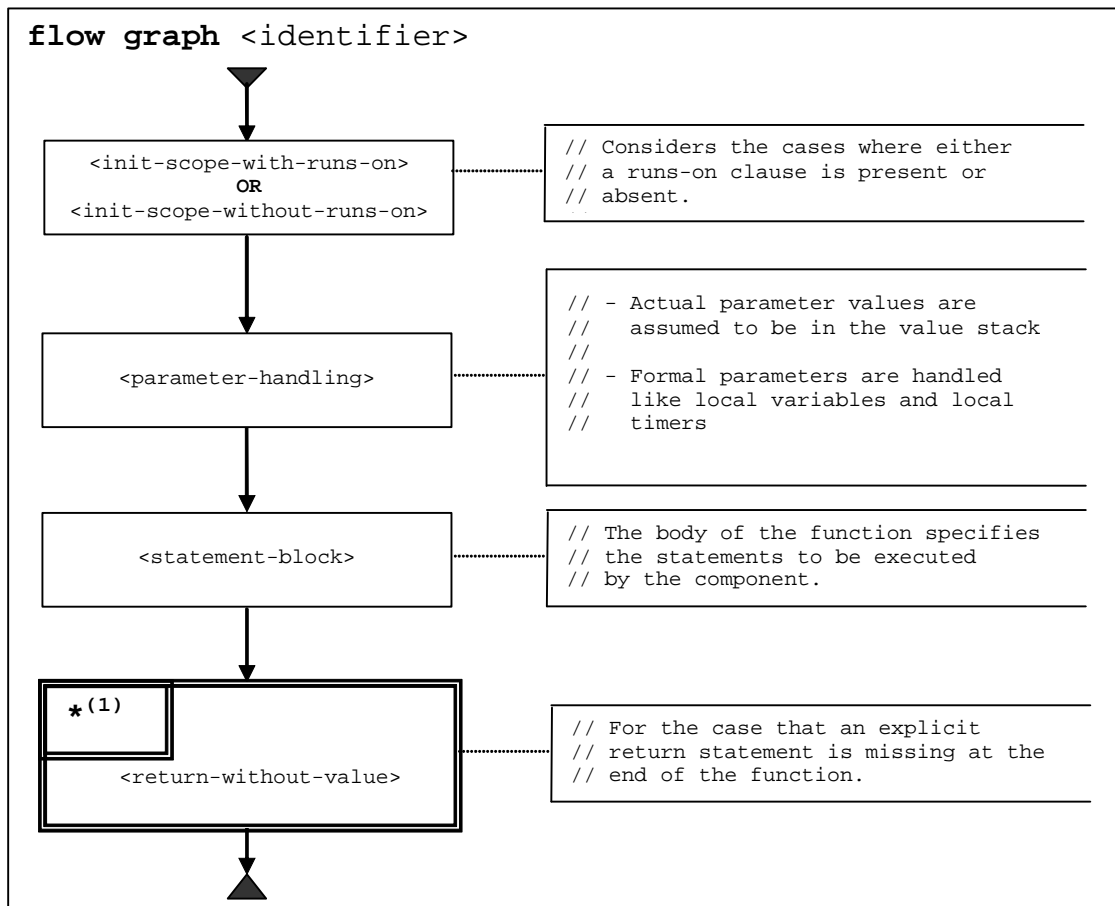 flow graph <identifier>
<init-scope-with-runs-on>
OR
<init-scope-without-runs-on>
// Considers the cases where either
// a runs-on clause is present or
// absent.
<parameter-handling>
// - Actual parameter values are
//   assumed to be in the value stack
//
// - Formal parameters are handled
//   like local variables and local
//   timers
<statement-block>
// The body of the function specifies
// the statements to be executed
// by the component.
*(1)
<return-without-value>
// For the case that an explicit
// return statement is missing at the
// end of the function.